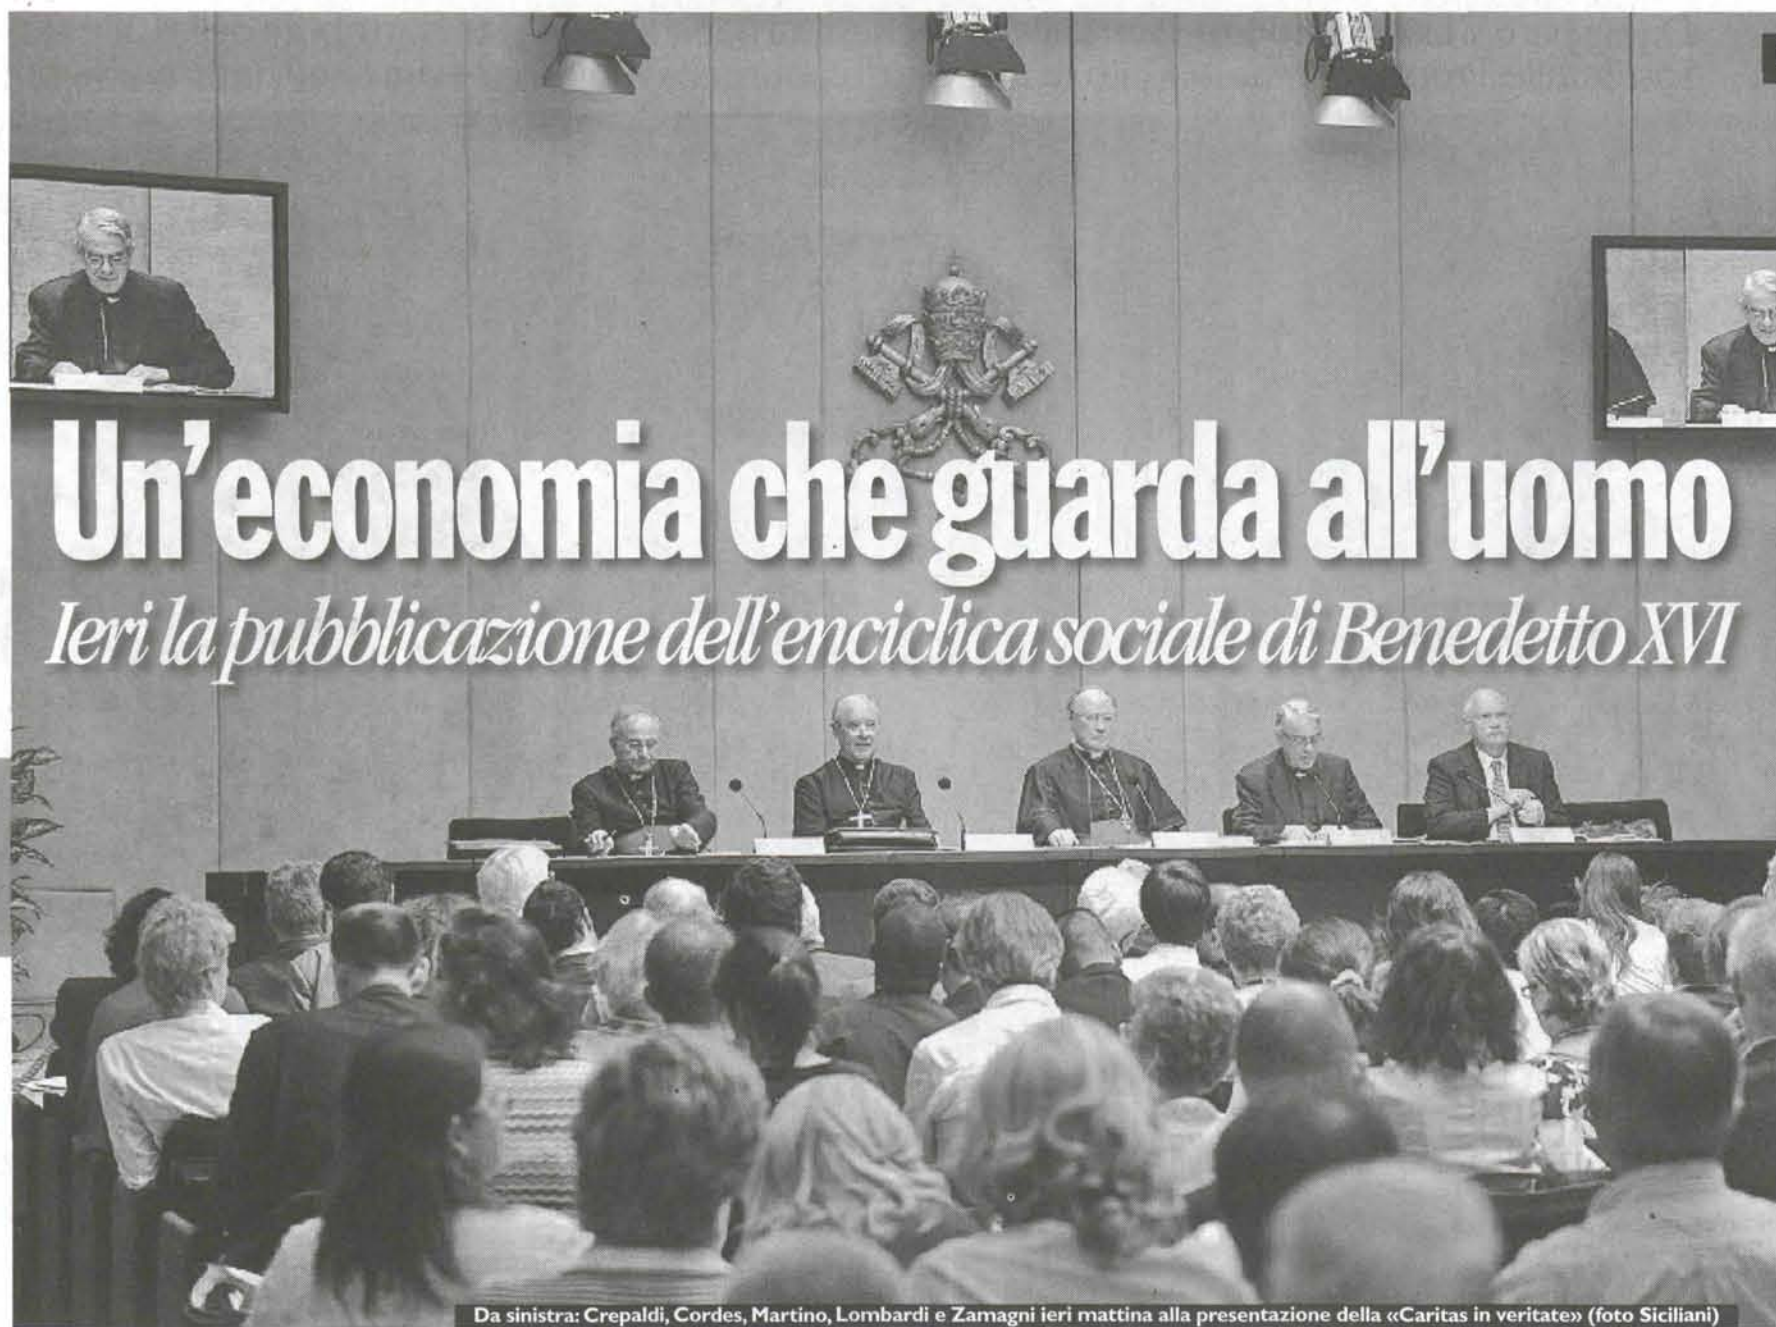 Un'economia che guarda all'uomo
Ieri la pubblicazione dell'enciclica sociale di Benedetto XVI
Da sinistra: Crepaldi, Cordes, Martino, Lombardi e Zamagni ieri mattina alla presentazione della «Caritas in veritate» (foto Siciliani)